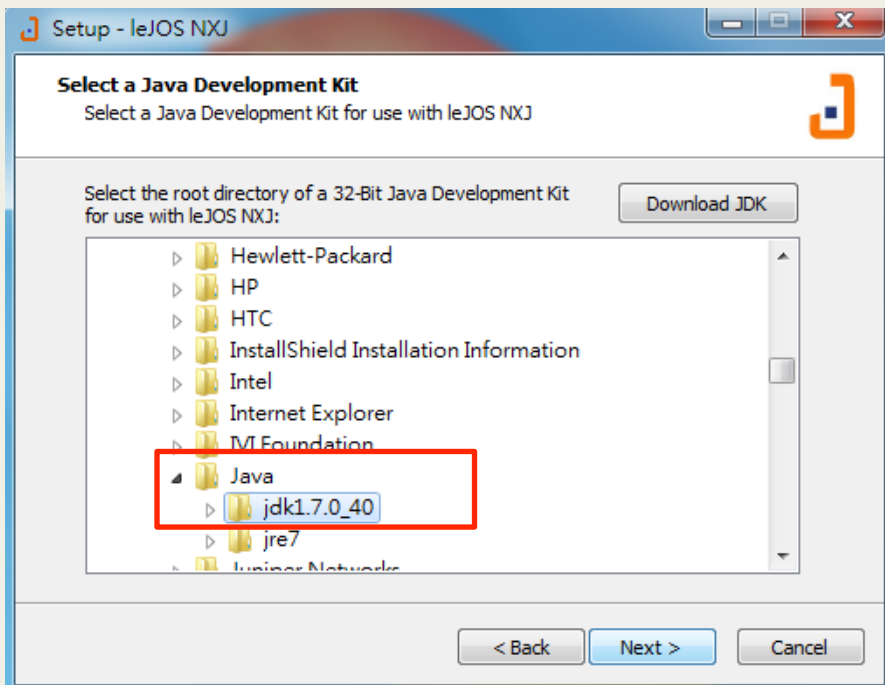 Setup - leJOS NXJ
Select a Java Development Kit
Select a Java Development Kit for use with leJOS NXJ
Select the root directory of a 32-Bit Java Development Kit
for use with leJOS NXJ:
Download JDK
Hewlett-Packard
HP
HTC
InstallShield Installation Information
Intel
Internet Explorer
IVI Foundation
Java
jdk1.7.0_40
jre7
Juniper Networks
< Back
Next >
Cancel